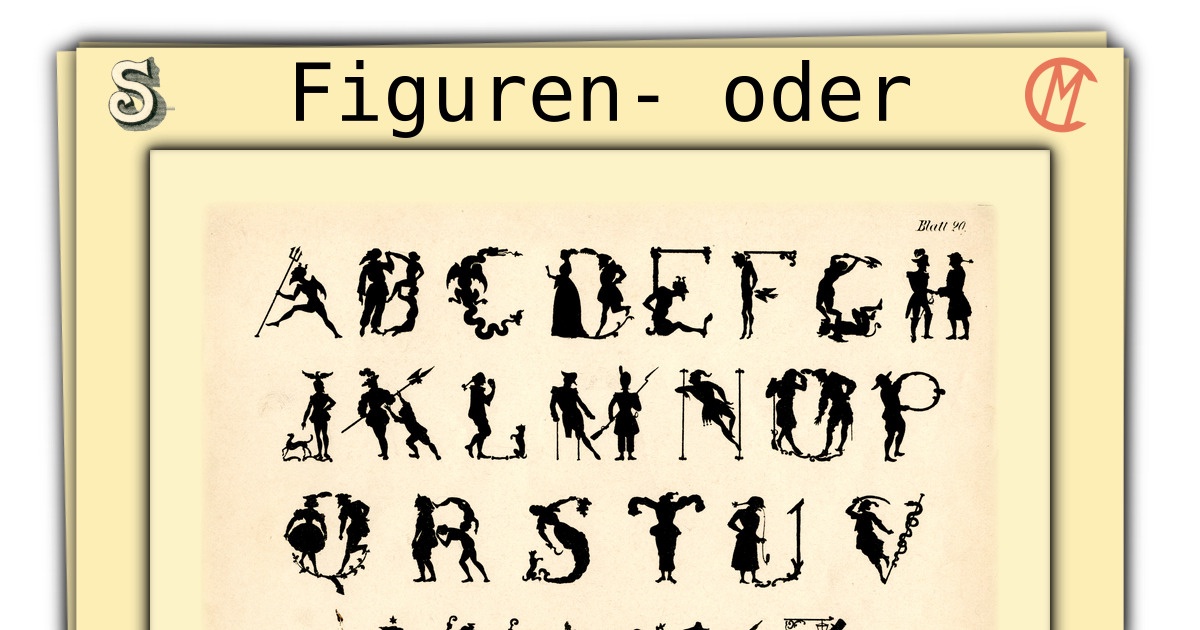 S Figuren- oder CM
Blatt 20.
A B C D E F G H
I K L M N O P
Q R S T U V